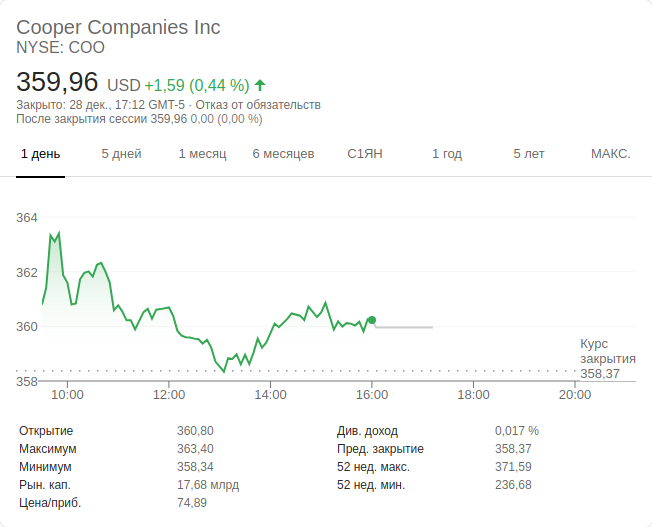 Cooper Companies Inc
NYSE: COO
359,96 USD +1,59 (0,44 %)
Закрыто: 28 дек., 17:12 GMT-5 · Отказ от обязательств
После закрытия сессии 359,96 0,00 (0,00 %)
1 день 5 дней 1 месяц 6 месяцев С1ЯН 1 год 5 лет МАКС.
364
362
360
358
Курс
закрытия
358,37
10:00 12:00 14:00 16:00 18:00 20:00
Открытие 360,80 Див. доход 0,017 %
Максимум 363,40 Пред. закрытие 358,37
Минимум 358,34 52 нед. макс. 371,59
Рын. кап. 17,68 млрд 52 нед. мин. 236,68
Цена/приб. 74,89